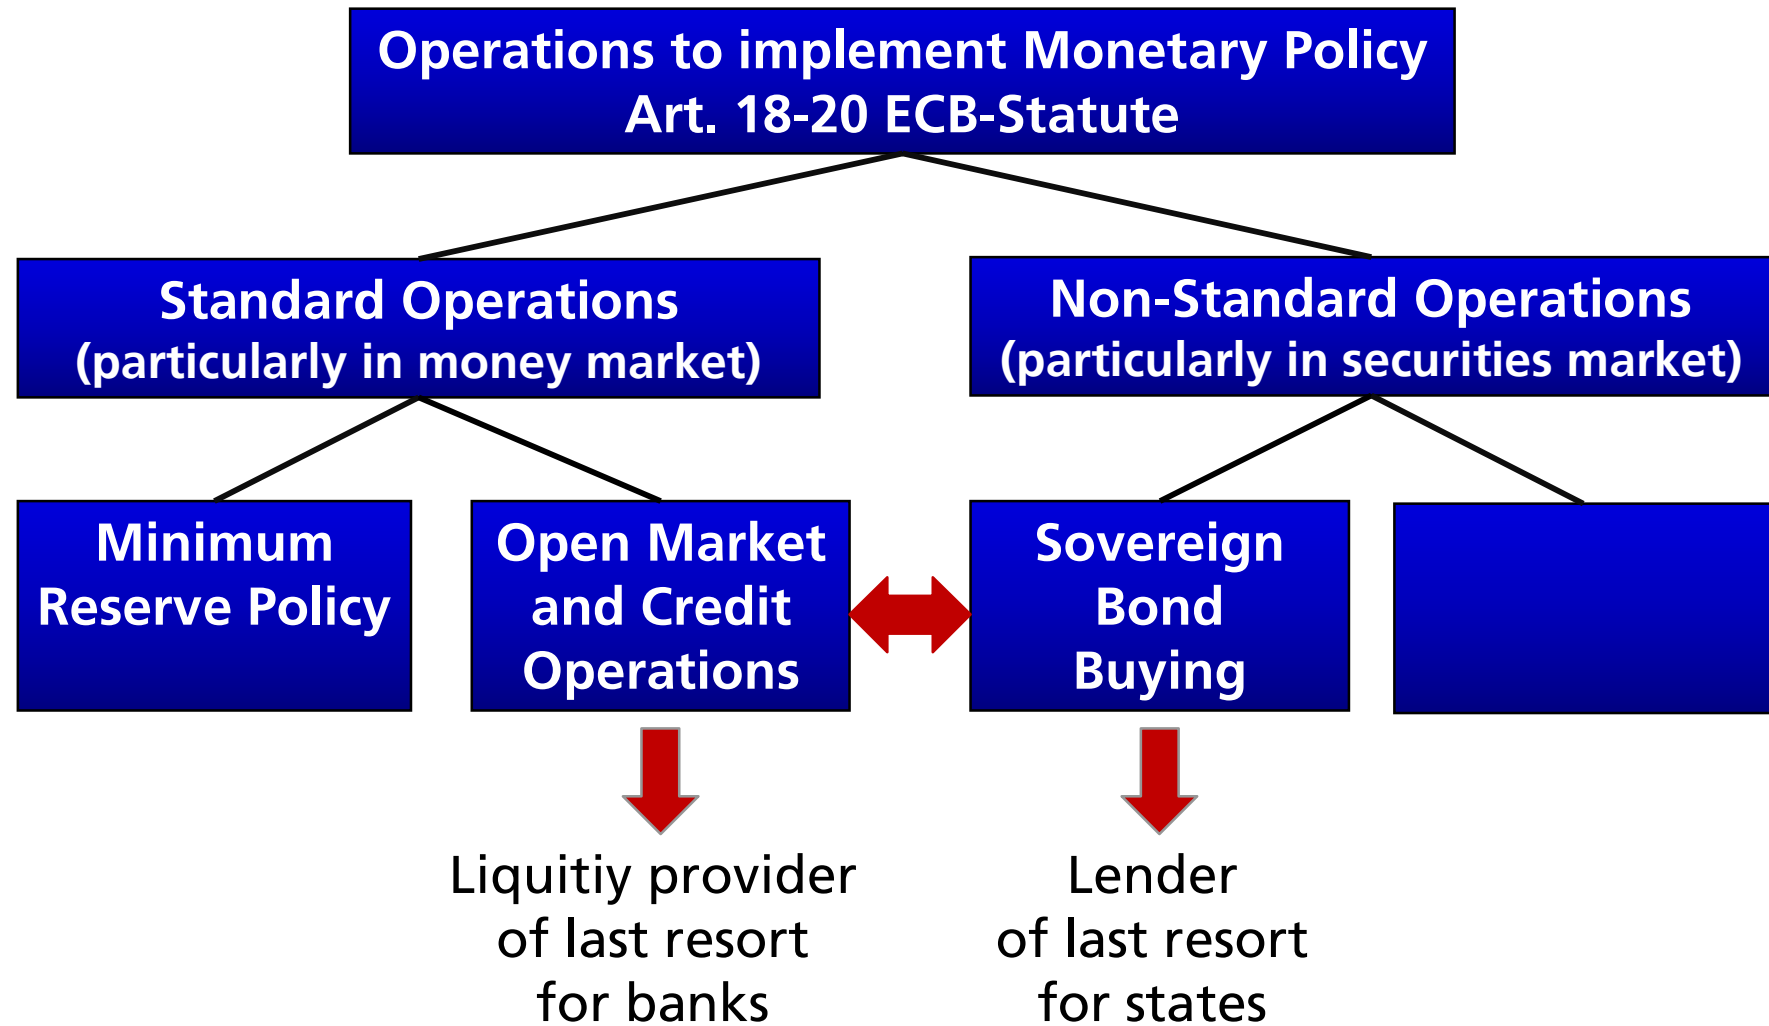 Operations to implement Monetary Policy
Art. 18-20 ECB-Statute
Standard Operations
(particularly in money market)
Non-Standard Operations
(particularly in securities market)
Minimum
Reserve Policy
Open Market
and Credit
Operations
Sovereign
Bond
Buying
Liquitiy provider
of last resort
for banks
Lender
of last resort
for states